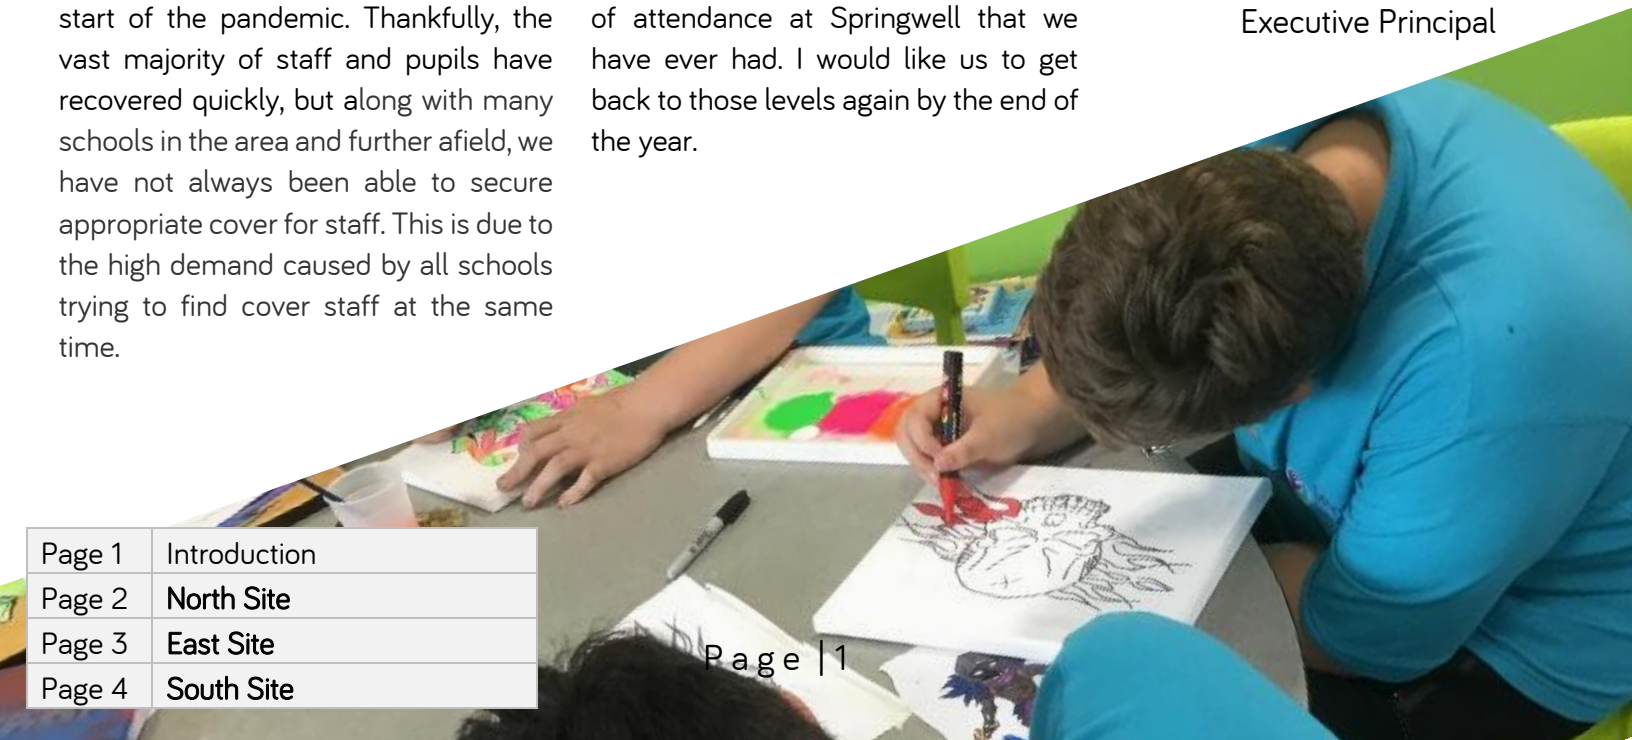 start of the pandemic. Thankfully, the
vast majority of staff and pupils have
recovered quickly, but along with many
schools in the area and further afield, we
have not always been able to secure
appropriate cover for staff. This is due to
the high demand caused by all schools
trying to find cover staff at the same
time.
of attendance at Springwell that we
have ever had. I would like us to get
back to those levels again by the end of
the year.
Executive Principal
Page 1 Introduction
Page 2 North Site
Page 3 East Site
Page 4 South Site
Page | 1